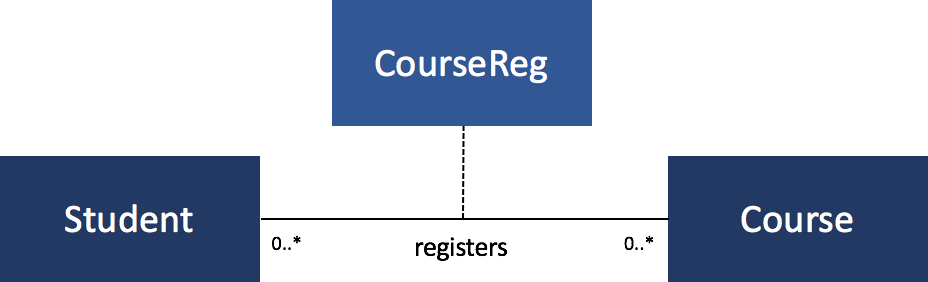 CourseReg
Student
Course
0..*
registers
0..*